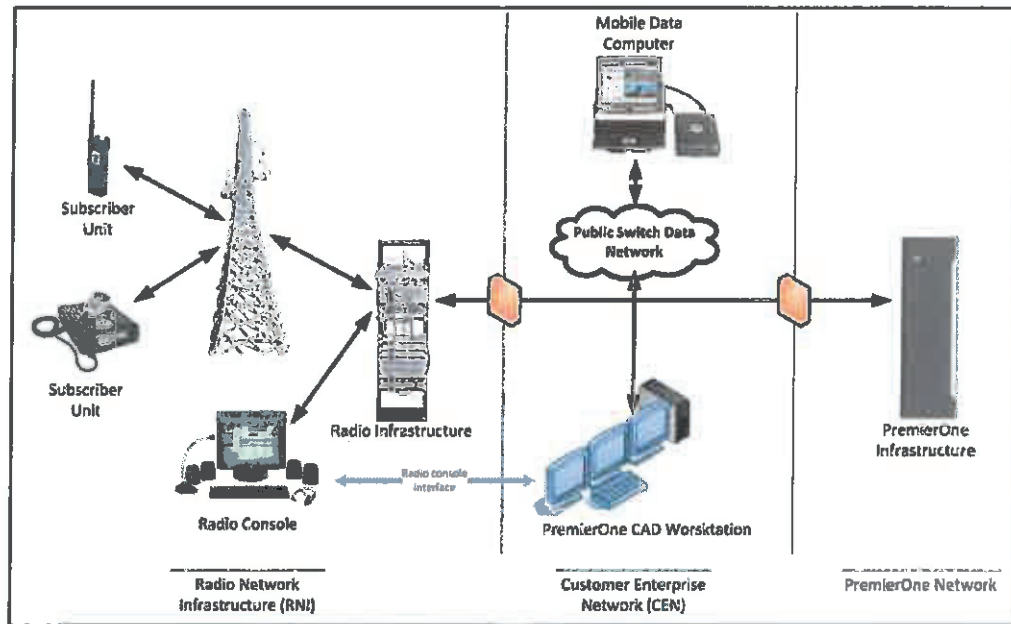 Mobile Data
Computer
Subscriber
Unit
Public Switch Data
Network
Subscriber
Unit
Radio Infrastructure
PremierOne
Infrastructure
Radio console
interface
Radio Console
PremierOne CAD Worsktation
Radio Network
Infrastructure (RNI)
Customer Enterprise
Network (CEN)
PremierOne Network